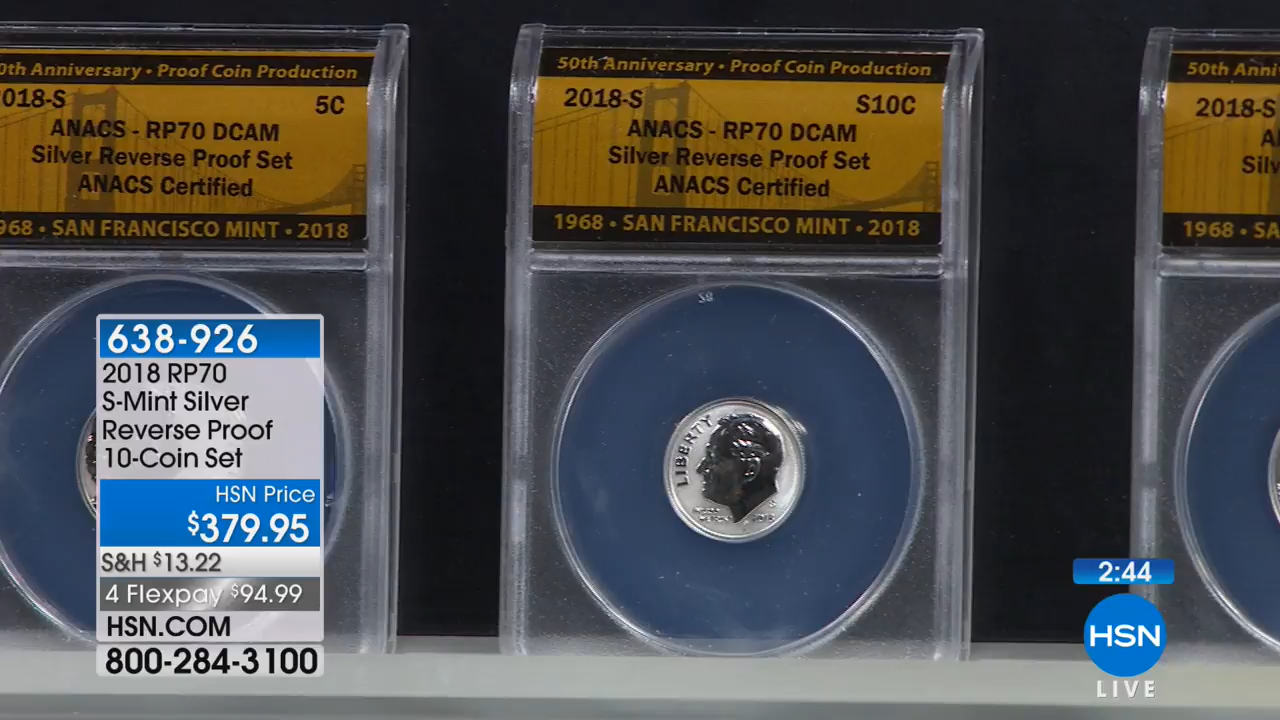 0th Anniversary • Proof Coin Production
2018-S 5C
ANACS - RP70 DCAM
Silver Reverse Proof Set
ANACS Certified
968 • SAN FRANCISCO MINT • 2018
50th Anniversary • Proof Coin Production
2018-S S10C
ANACS - RP70 DCAM
Silver Reverse Proof Set
ANACS Certified
1968 • SAN FRANCISCO MINT • 2018
LIBERTY
2018
50th Anni
2018-S
A
Silv
1968 • SA
638-926
2018 RP70
S-Mint Silver
Reverse Proof
10-Coin Set
HSN Price
$379.95
S&H $13.22
4 Flexpay $94.99
HSN.COM
800-284-3100
2:44
HSN
LIVE